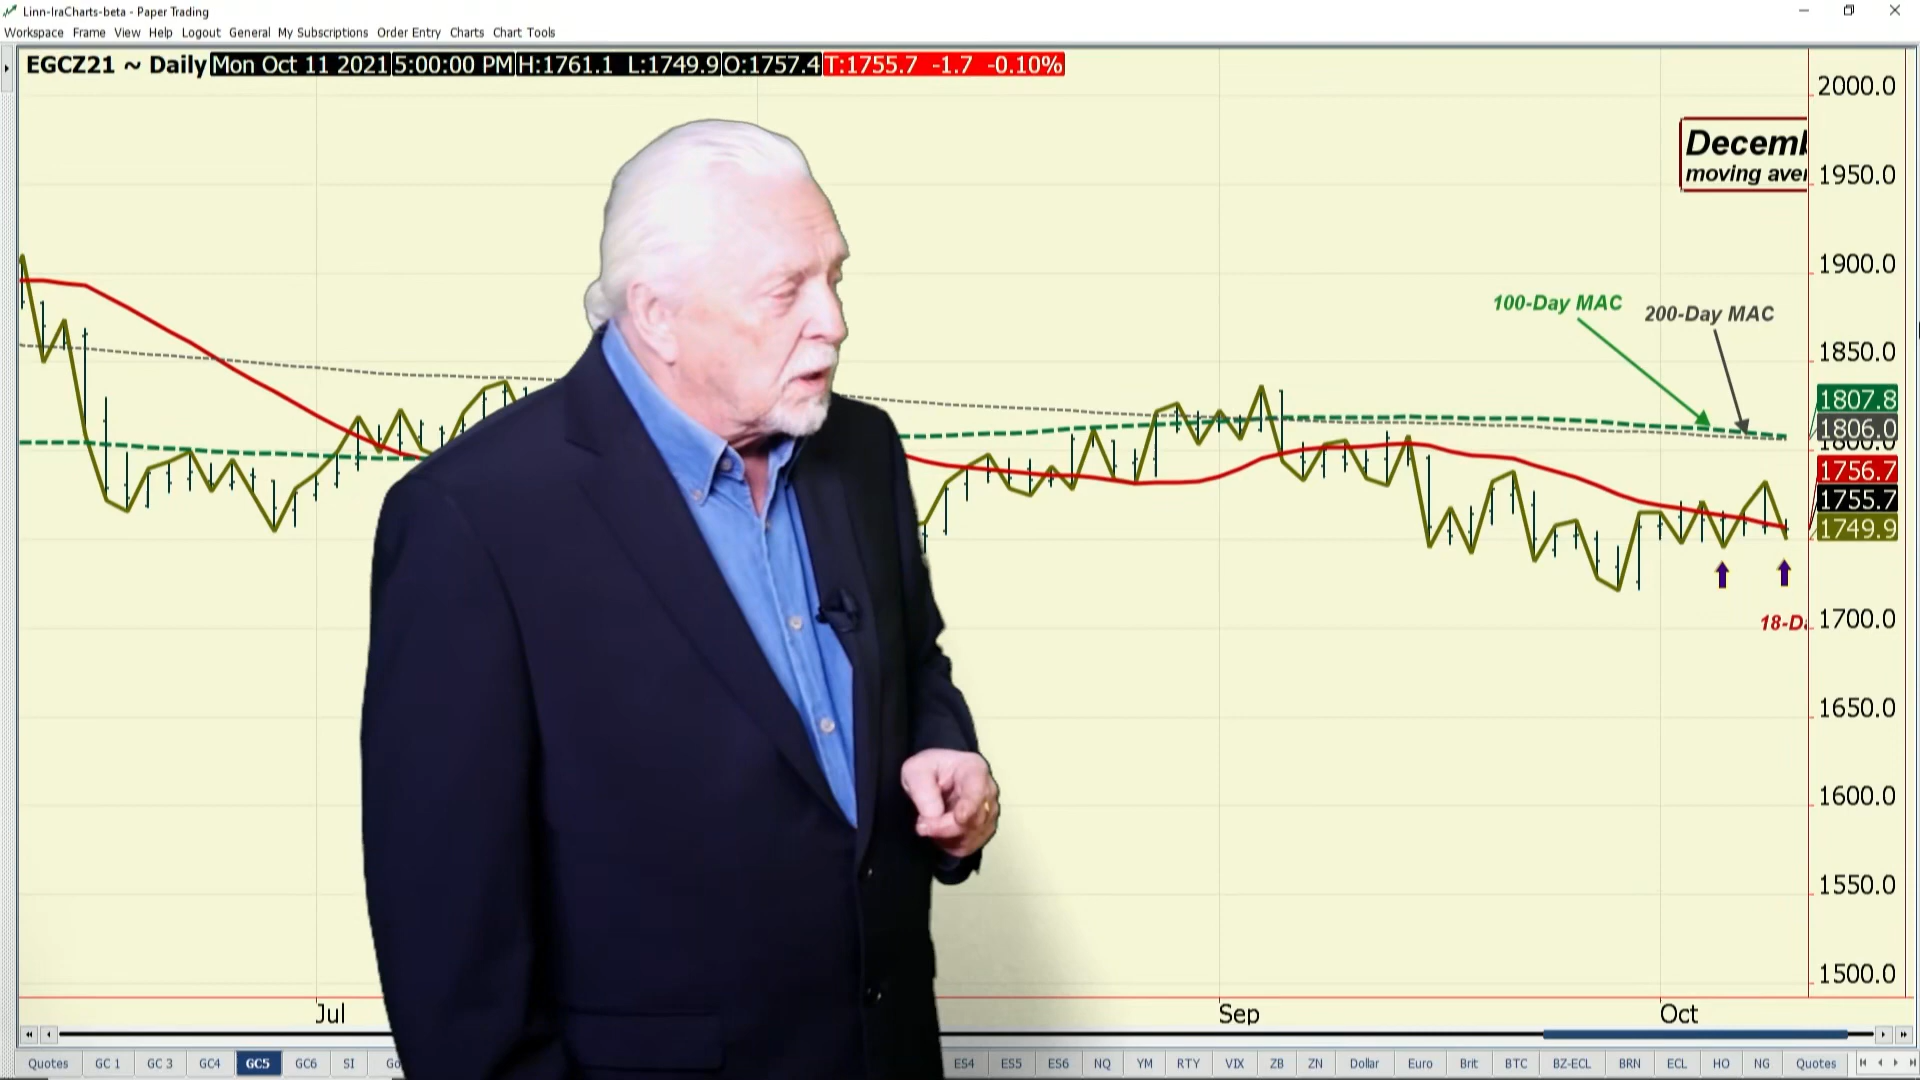 Linn-IraCharts-beta - Paper Trading
Workspace Frame View Help Logout General My Subscriptions Order Entry Charts Chart Tools
EGCZ21 ~ Daily Mon Oct 11 2021 5:00:00 PM H:1761.1 L:1749.9 O:1757.4 T:1755.7 -1.7 -0.10%
2000.0
Decemb
moving aver
1950.0
1900.0
100-Day MAC
200-Day MAC
1850.0
1807.8
1806.0
1800.0
1756.7
1755.7
1749.9
18-Da
1700.0
1650.0
1600.0
1550.0
1500.0
Jul Sep Oct
Quotes GC 1 GC 3 GC4 GC5 GC6 SI Go ES4 ES5 ES6 NQ YM RTY VIX ZB ZN Dollar Euro Brit BTC BZ-ECL BRN ECL HO NG Quotes